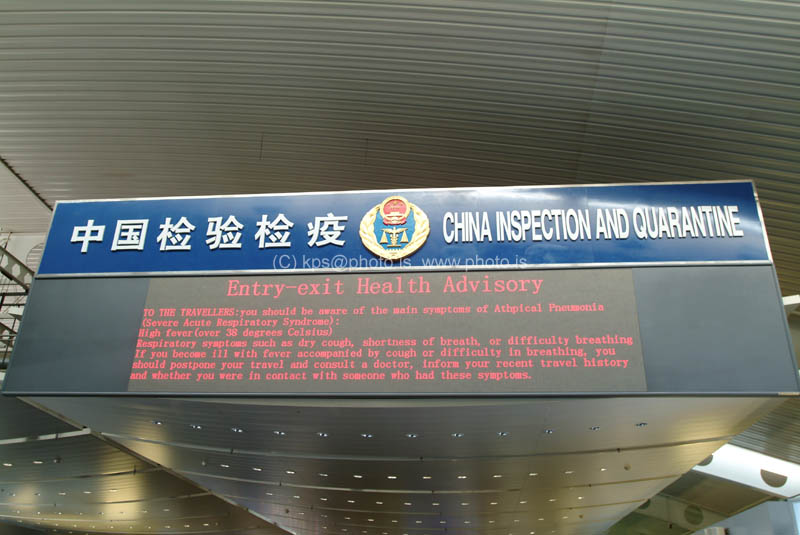 中国检验检疫 CHINA INSPECTION AND QUARANTINE
(C) kps@photo.is www.photo.is
Entry-exit Health Advisory
TO THE TRAVELLERS:you should be aware of the main symptoms of Athpical Pneumonia
(Severe Acute Respiratory Syndrome):
High fever(over 38 degrees Celsius)
Respiratory symptoms such as dry cough, shortness of breath, or difficulty breathing
If you become ill with fever accompanied by cough or difficulty in breathing, you
should postpone your travel and consult a doctor, inform your recent travel history
and whether you were in contact with someone who had these symptoms.